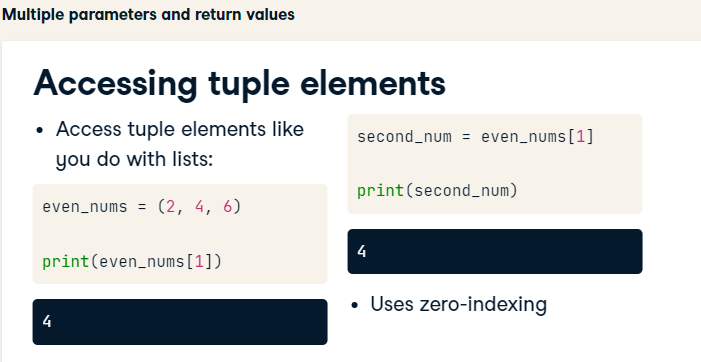 Multiple parameters and return values
Accessing tuple elements
• Access tuple elements like
you do with lists:
even_nums = (2, 4, 6)
print(even_nums[1])
4
second_num = even_nums[1]
print(second_num)
4
• Uses zero-indexing